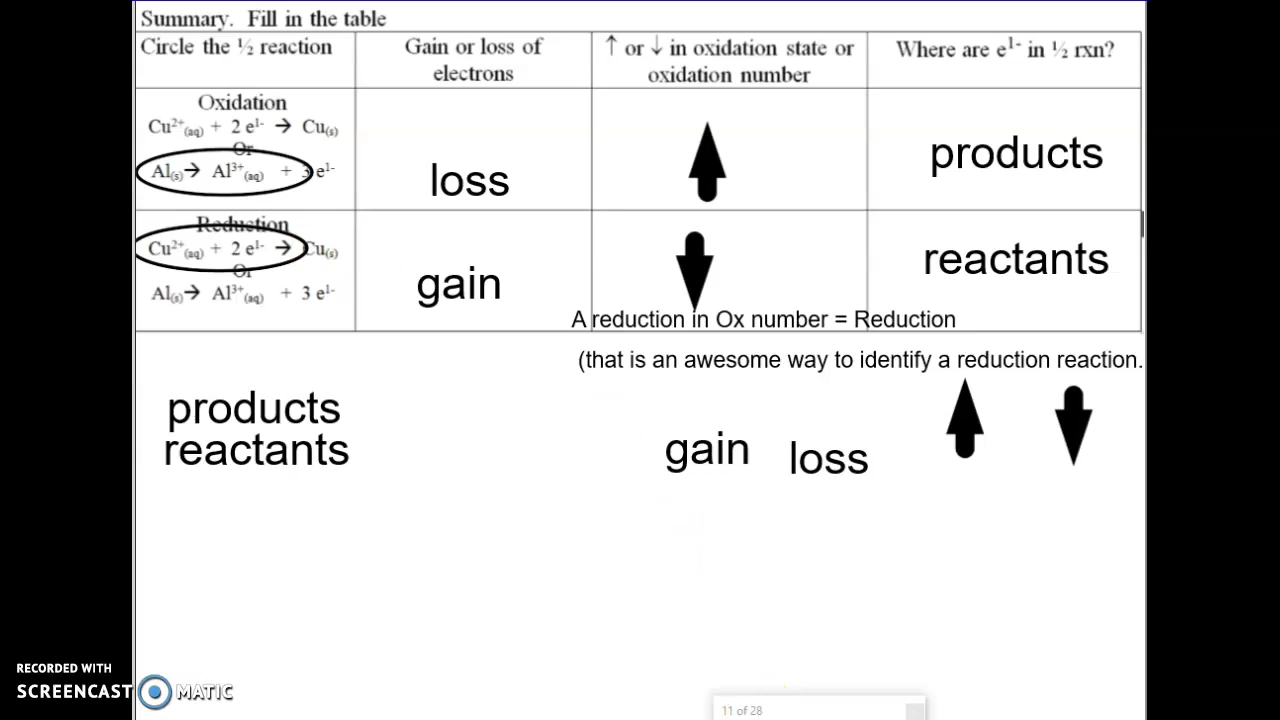 Summary. Fill in the table
Circle the ½ reaction
Gain or loss of
electrons
↑ or ↓ in oxidation state or
oxidation number
Where are e¹⁻ in ½ rxn?
Oxidation
Cu²⁺(aq) + 2 e¹⁻ → Cu(s)
Or
Al(s)→ Al³⁺(aq) + 3 e¹⁻
loss
products
Reduction
Cu²⁺(aq) + 2 e¹⁻ → Cu(s)
Or
Al(s)→ Al³⁺(aq) + 3 e¹⁻
gain
reactants
A reduction in Ox number = Reduction
(that is an awesome way to identify a reduction reaction.
products
reactants
gain
loss
RECORDED WITH
SCREENCAST MATIC
11 of 28